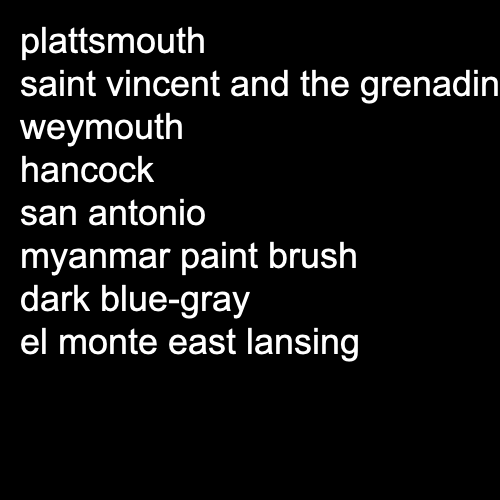 plattsmouth
saint vincent and the grenadin
weymouth
hancock
san antonio
myanmar paint brush
dark blue-gray
el monte east lansing